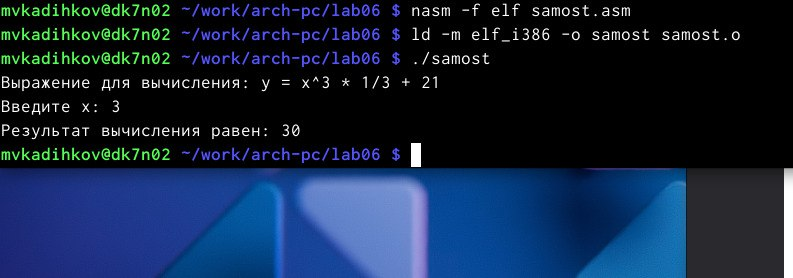 mvkadihkov@dk7n02 ~/work/arch-pc/lab06 $ nasm -f elf samost.asm
mvkadihkov@dk7n02 ~/work/arch-pc/lab06 $ ld -m elf_i386 -o samost samost.o
mvkadihkov@dk7n02 ~/work/arch-pc/lab06 $ ./samost
Выражение для вычисления: y = x^3 * 1/3 + 21
Введите x: 3
Результат вычисления равен: 30
mvkadihkov@dk7n02 ~/work/arch-pc/lab06 $